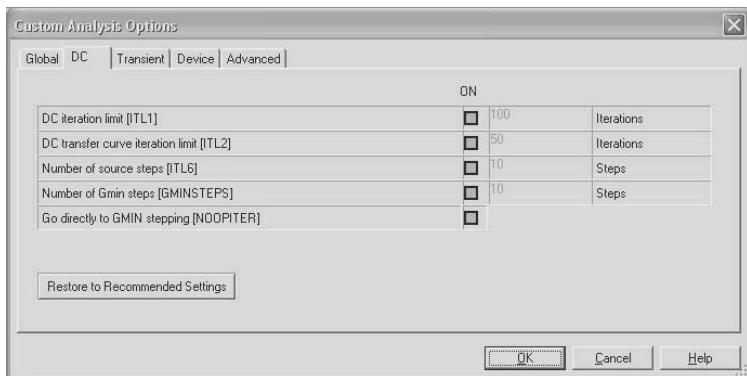 Custom Analysis Options
Global DC Transient Device Advanced
ON
DC iteration limit [ITL1] 100 Iterations
DC transfer curve iteration limit [ITL2] 50 Iterations
Number of source steps [ITL6] 10 Steps
Number of Gmin steps [GMINSTEPS] 10 Steps
Go directly to GMIN stepping [NOOPITER]
Restore to Recommended Settings
OK Cancel Help